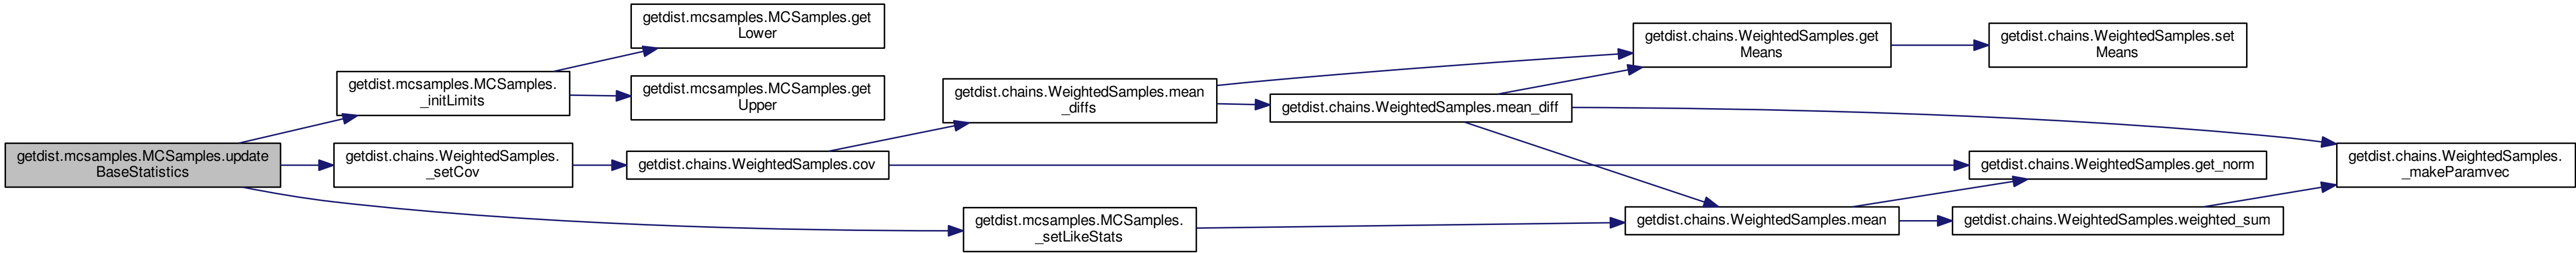 getdist.mcsamples.MCSamples.update
BaseStatistics
getdist.mcsamples.MCSamples.
_initLimits
getdist.mcsamples.MCSamples.get
Lower
getdist.mcsamples.MCSamples.get
Upper
getdist.chains.WeightedSamples.
_setCov
getdist.chains.WeightedSamples.cov
getdist.chains.WeightedSamples.mean
_diffs
getdist.chains.WeightedSamples.mean_diff
getdist.chains.WeightedSamples.get
Means
getdist.chains.WeightedSamples.set
Means
getdist.mcsamples.MCSamples.
_setLikeStats
getdist.chains.WeightedSamples.mean
getdist.chains.WeightedSamples.get_norm
getdist.chains.WeightedSamples.weighted_sum
getdist.chains.WeightedSamples.
_makeParamvec